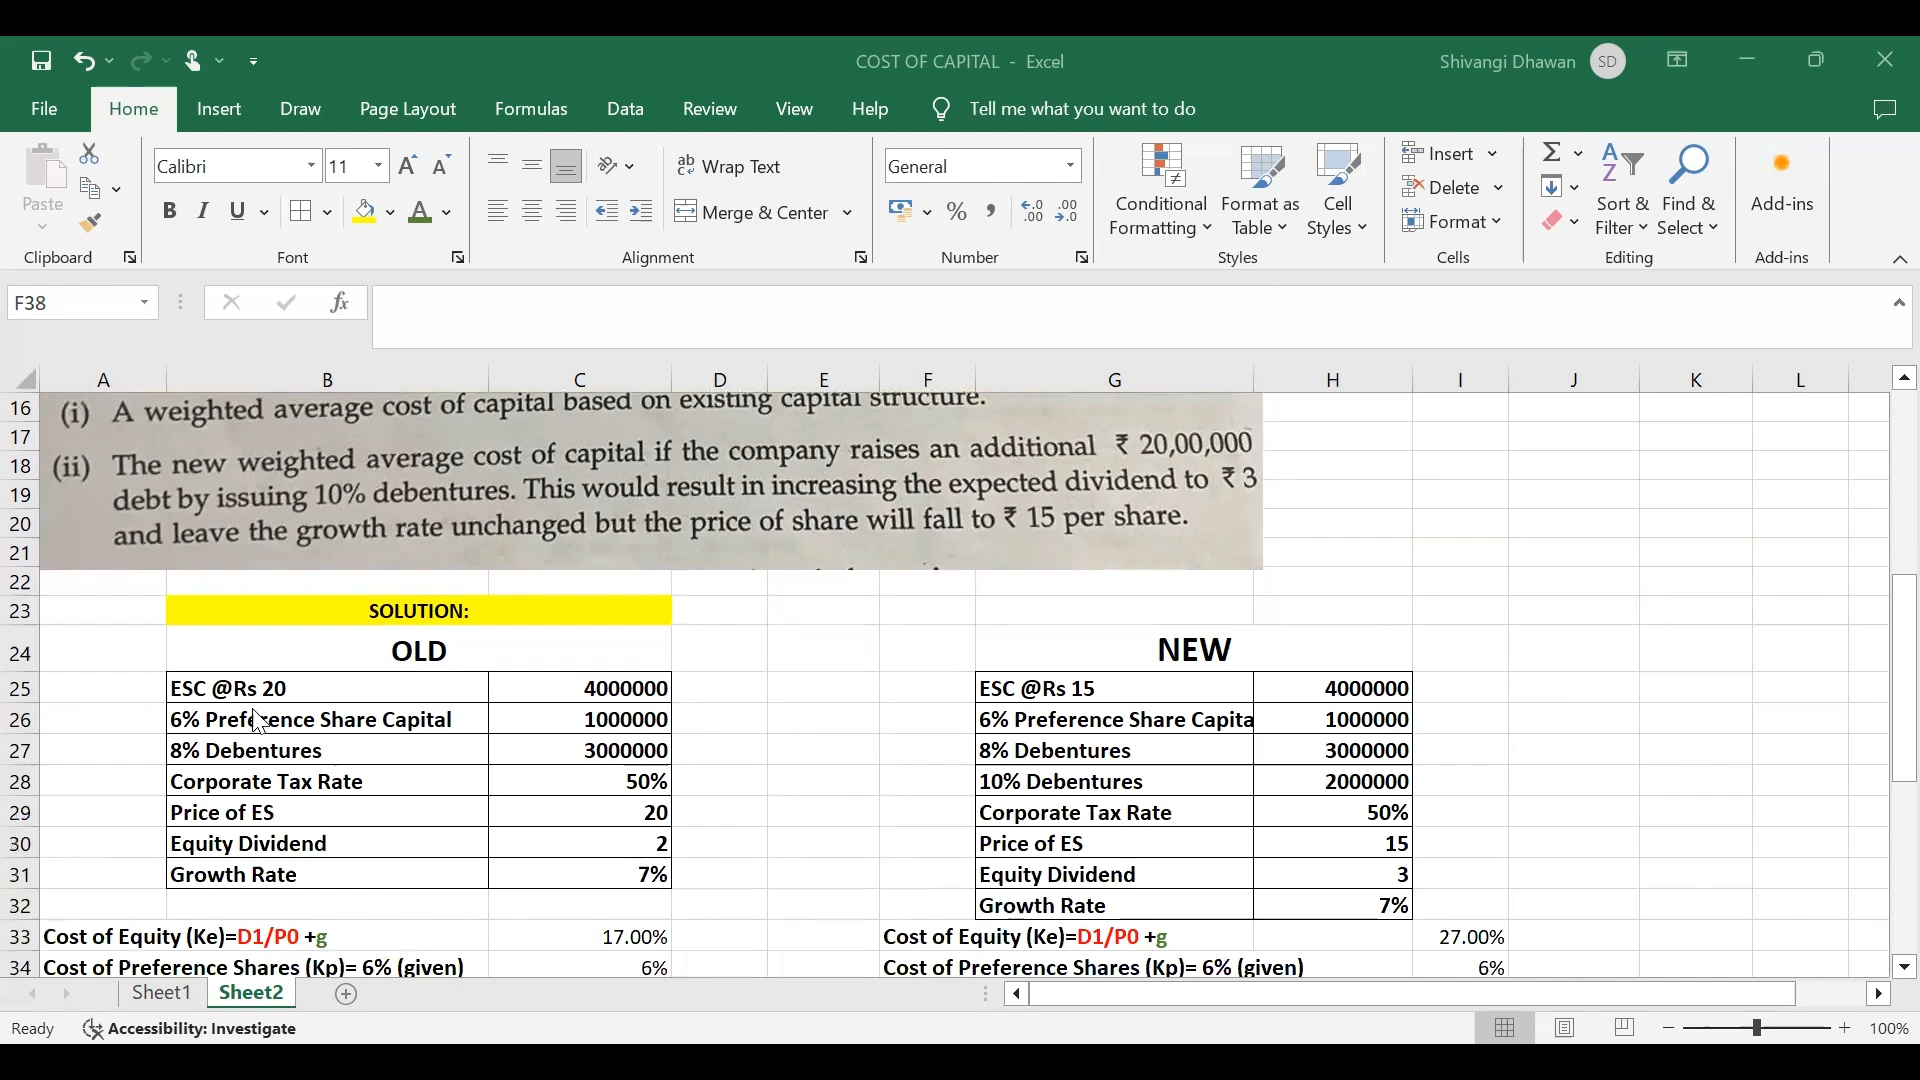 COST OF CAPITAL - Excel
Shivangi Dhawan SD
File Home Insert Draw Page Layout Formulas Data Review View Help Tell me what you want to do
Paste
Calibri 11
Wrap Text
General
Insert
Delete
Format
B I U
Merge & Center
Conditional Formatting
Format as Table
Cell Styles
Sort & Filter
Find & Select
Add-ins
Clipboard Font Alignment Number Styles Cells Editing Add-ins
F38
fx
A B C D E F G H I J K L
16 (i) A weighted average cost of capital based on existing capital structure.
17
18 (ii) The new weighted average cost of capital if the company raises an additional ₹ 20,00,000
19 debt by issuing 10% debentures. This would result in increasing the expected dividend to ₹ 3
20 and leave the growth rate unchanged but the price of share will fall to ₹ 15 per share.
21
22
23 SOLUTION:
24 OLD NEW
25 ESC @Rs 20 4000000 ESC @Rs 15 4000000
26 6% Preference Share Capital 1000000 6% Preference Share Capita 1000000
27 8% Debentures 3000000 8% Debentures 3000000
28 Corporate Tax Rate 50% 10% Debentures 2000000
29 Price of ES 20 Corporate Tax Rate 50%
30 Equity Dividend 2 Price of ES 15
31 Growth Rate 7% Equity Dividend 3
32 Growth Rate 7%
33 Cost of Equity (Ke)=D1/P0 +g 17.00% Cost of Equity (Ke)=D1/P0 +g 27.00%
34 Cost of Preference Shares (Kp)= 6% (given) 6% Cost of Preference Shares (Kp)= 6% (given) 6%
Sheet1 Sheet2
Ready Accessibility: Investigate 100%